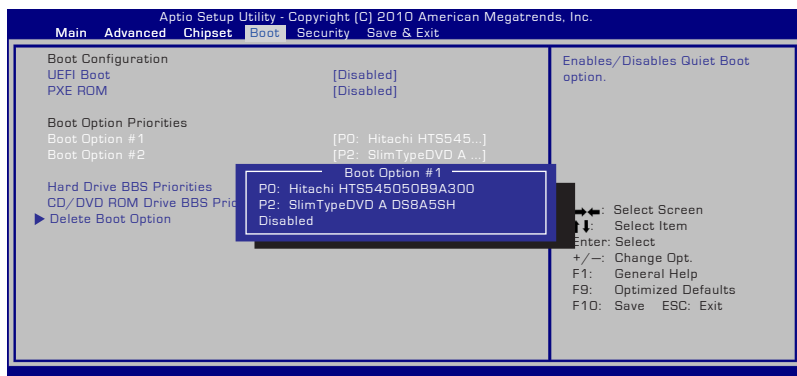 Aptio Setup Utility - Copyright (C) 2010 American Megatrends, Inc.
Main Advanced Chipset Boot Security Save & Exit
Boot Configuration
UEFI Boot [Disabled]
PXE ROM [Disabled]
Boot Option Priorities
Boot Option #1 [P0: Hitachi HTS545...]
Boot Option #2 [P2: SlimTypeDVD A ...]
Hard Drive BBS Priorities
CD/DVD ROM Drive BBS
Delete Boot Option
Boot Option #1
P0: Hitachi HTS545050B9A300
P2: SlimTypeDVD A DS8A5SH
Disabled
Enables/Disables Quiet Boot
option.
→←: Select Screen
↑↓: Select Item
Enter: Select
+/—: Change Opt.
F1: General Help
F9: Optimized Defaults
F10: Save ESC: Exit